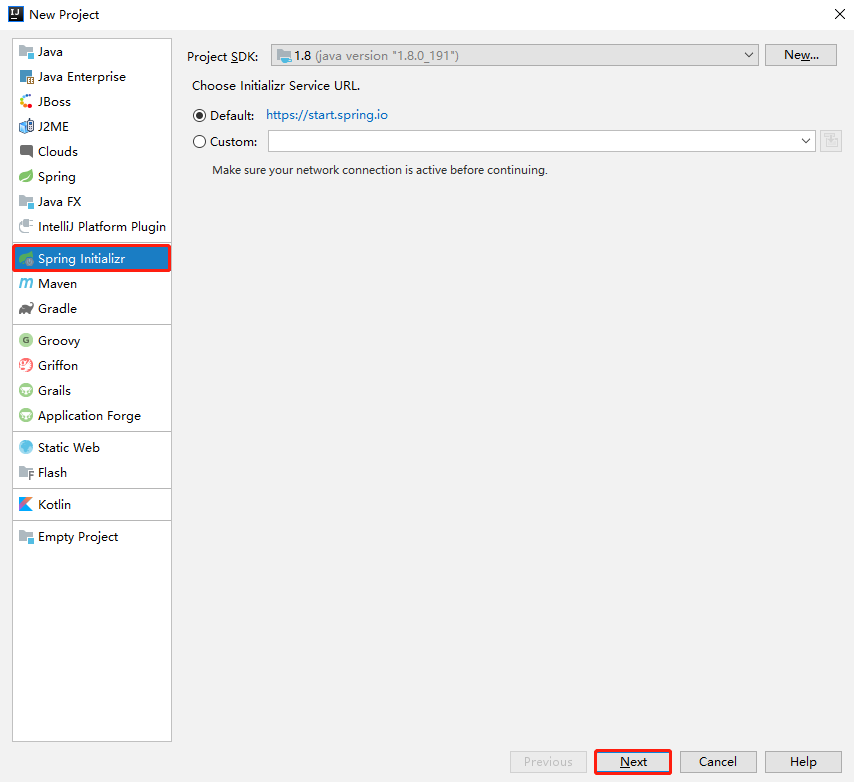 New Project
Java
Java Enterprise
JBoss
J2ME
Clouds
Spring
Java FX
IntelliJ Platform Plugin
Spring Initializr
Maven
Gradle
Groovy
Griffon
Grails
Application Forge
Static Web
Flash
Kotlin
Empty Project
Project SDK: 1.8 (java version "1.8.0_191") New...
Choose Initializr Service URL.
Default: https://start.spring.io
Custom:
Make sure your network connection is active before continuing.
Previous Next Cancel Help